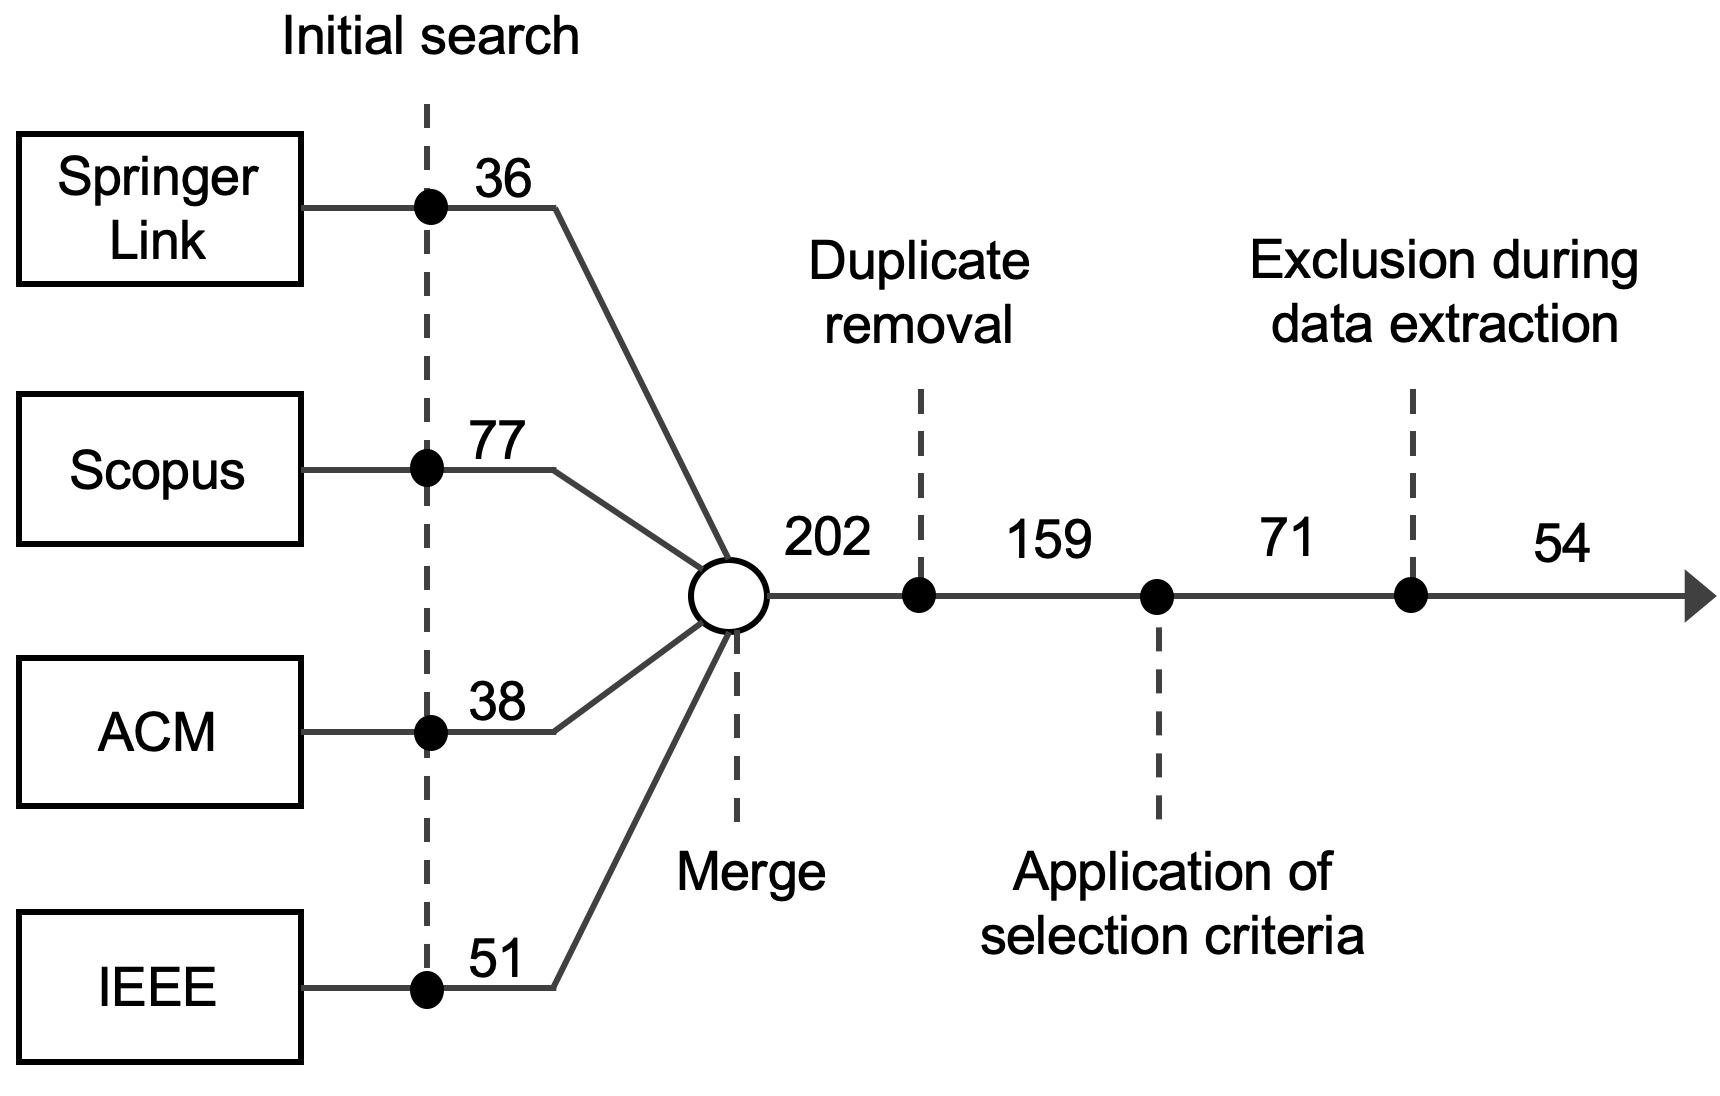 Initial search
Springer
Link
36
Scopus
77
ACM
38
IEEE
51
Merge
202
Duplicate
removal
159
Application of
selection criteria
71
Exclusion during
data extraction
54